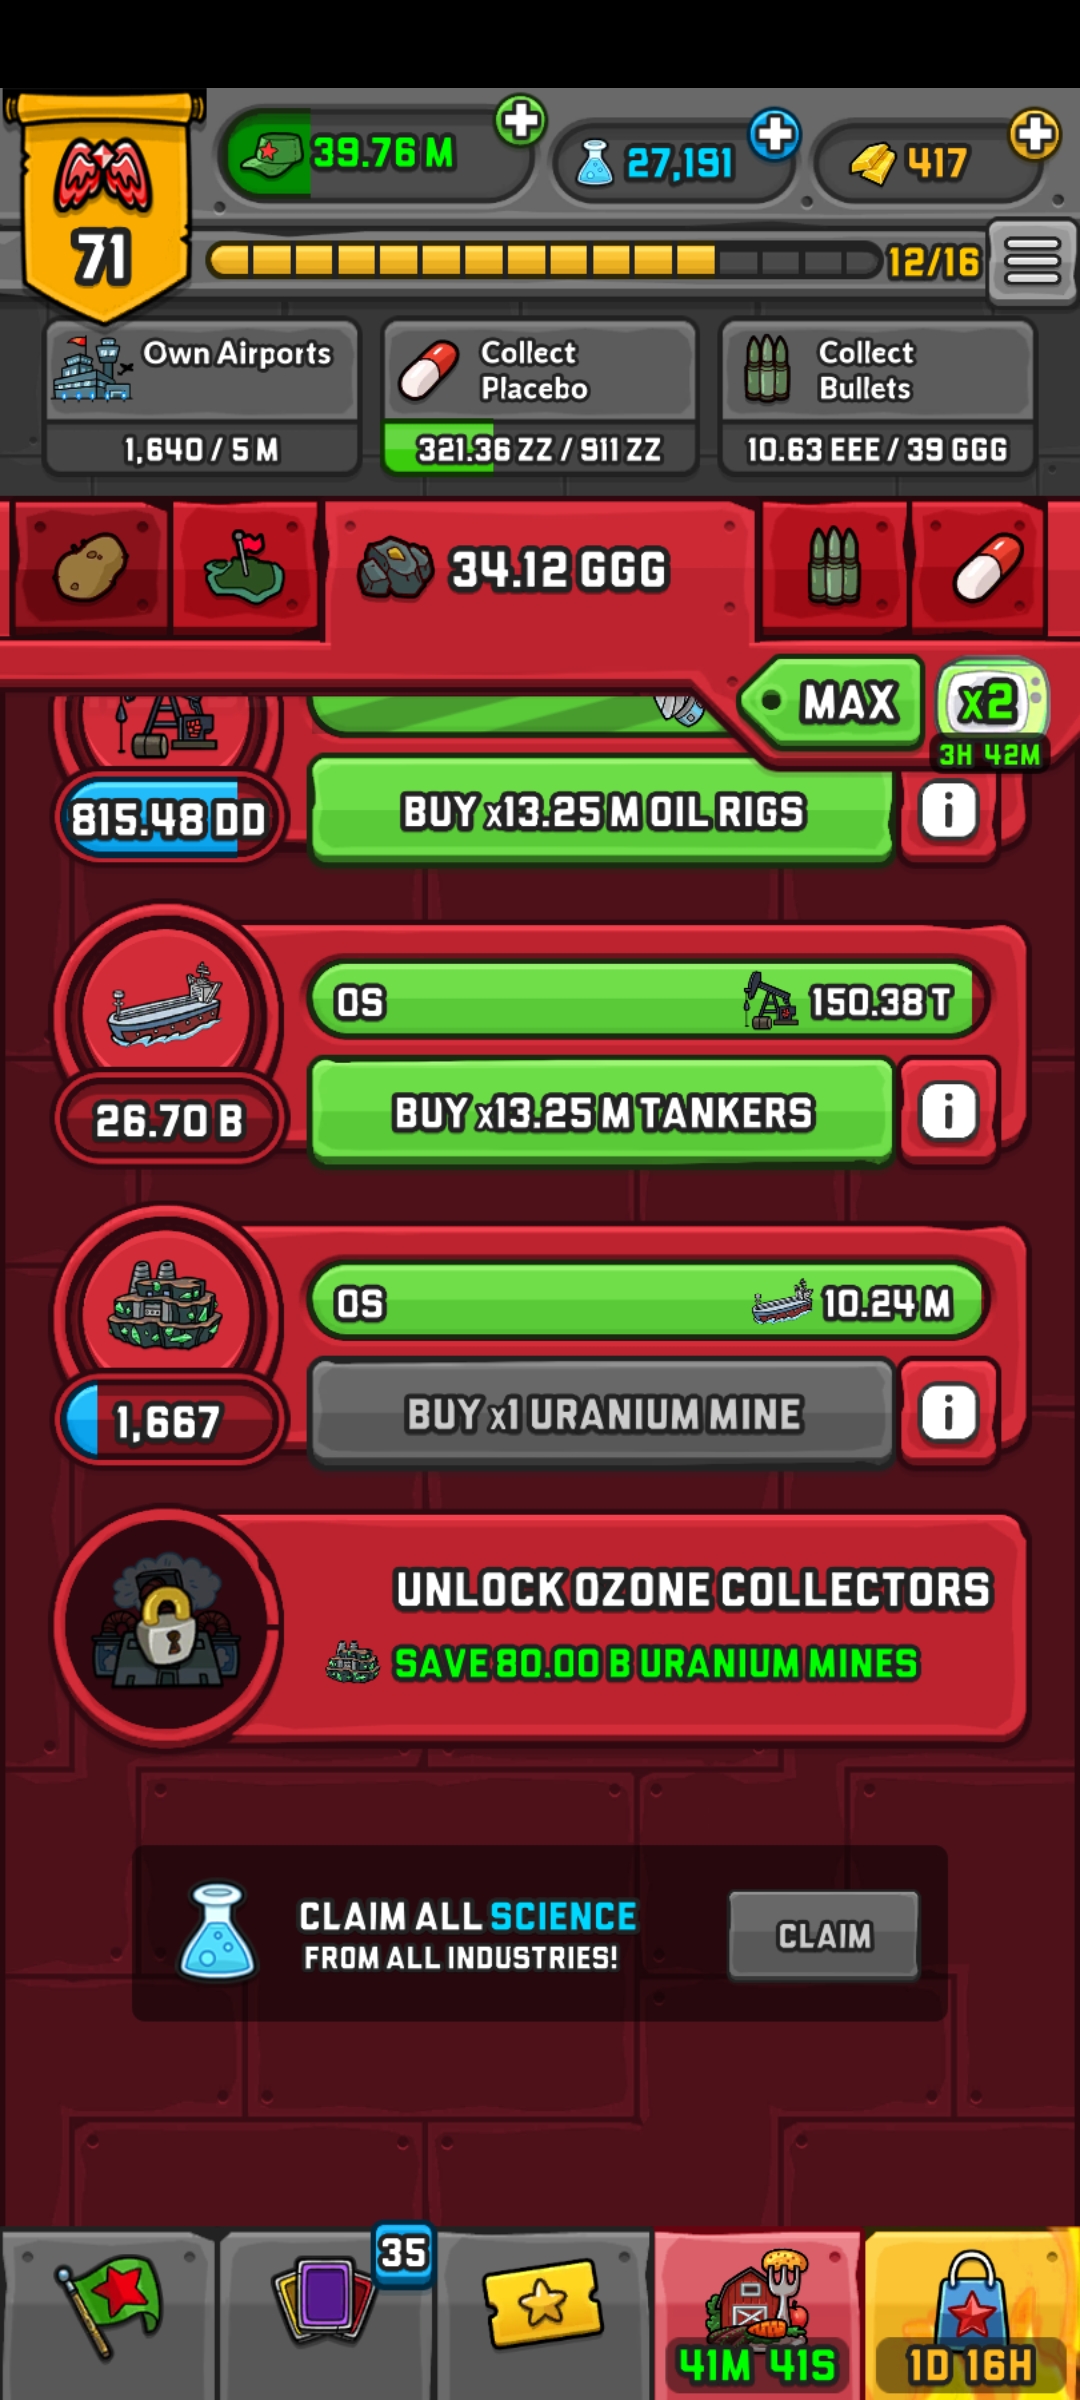 39.76 M
27,191
417
71
12/16
Own Airports
1,640 / 5 M
Collect
Placebo
321.36 ZZ / 911 ZZ
Collect
Bullets
10.63 EEE / 39 GGG
34.12 GGG
MAX
x2
3H 42M
815.48 DD
BUY x13.25 M OIL RIGS
i
0S
150.38 T
26.70 B
BUY x13.25 M TANKERS
i
0S
10.24 M
1,667
BUY x1 URANIUM MINE
i
UNLOCK OZONE COLLECTORS
SAVE 80.00 B URANIUM MINES
CLAIM ALL SCIENCE
FROM ALL INDUSTRIES!
CLAIM
35
41M 41S
1D 16H